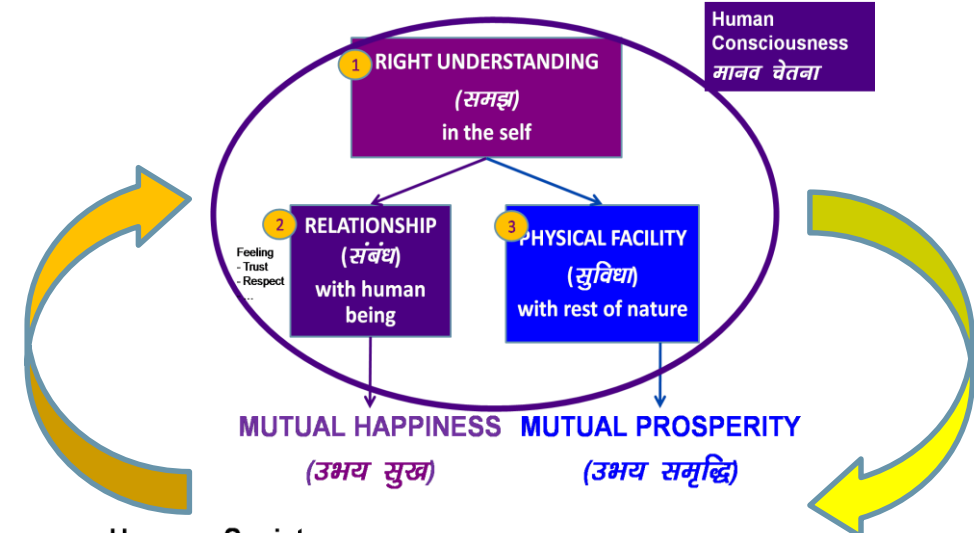 Human
Consciousness
मानव चेतना
1
RIGHT UNDERSTANDING
(समझ)
in the self
2
RELATIONSHIP
(संबंध)
with human
being
Feeling
- Trust
- Respect
3
PHYSICAL FACILITY
(सुविधा)
with rest of nature
MUTUAL HAPPINESS
(उभय सुख)
MUTUAL PROSPERITY
(उभय समृद्धि)